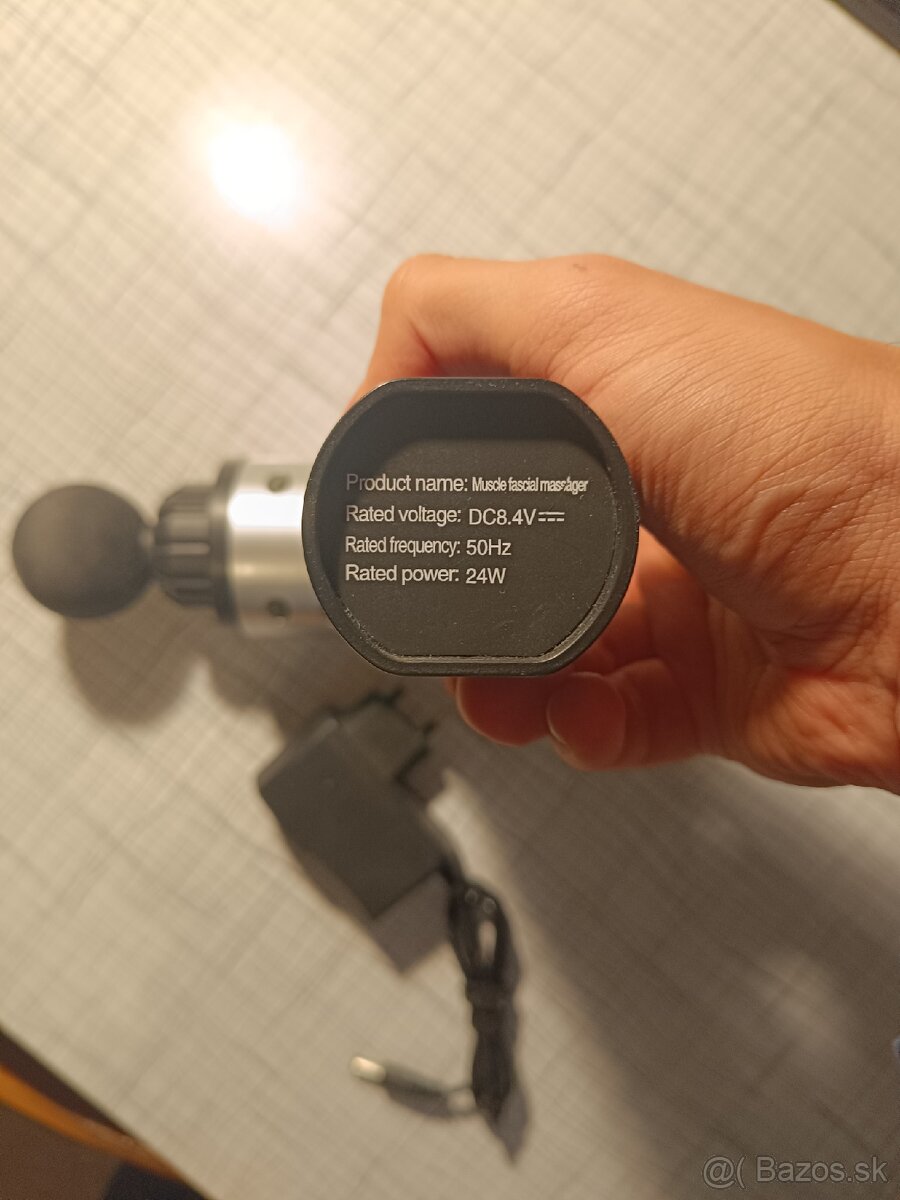 Product name: Muscle fascial massager
Rated voltage: DC8.4V⎓
Rated frequency: 50Hz
Rated power: 24W
@( Bazos.sk